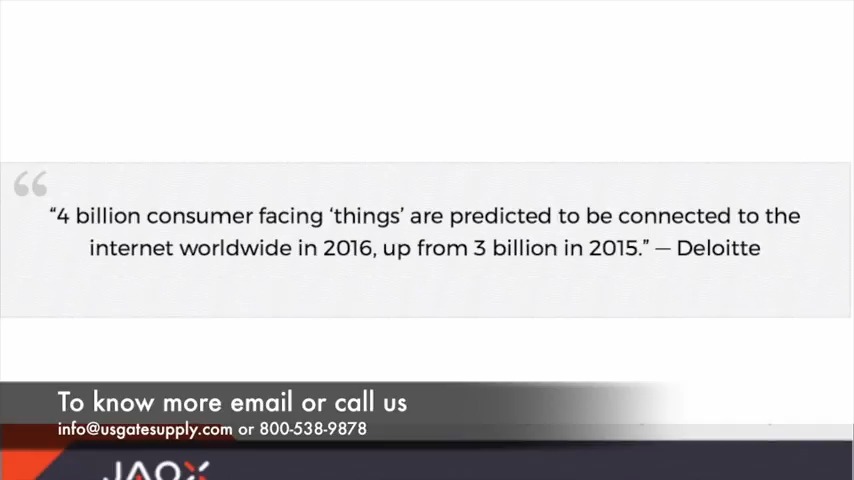 “4 billion consumer facing ‘things’ are predicted to be connected to the
internet worldwide in 2016, up from 3 billion in 2015.” — Deloitte
To know more email or call us
info@usgatesupply.com or 800-538-9878